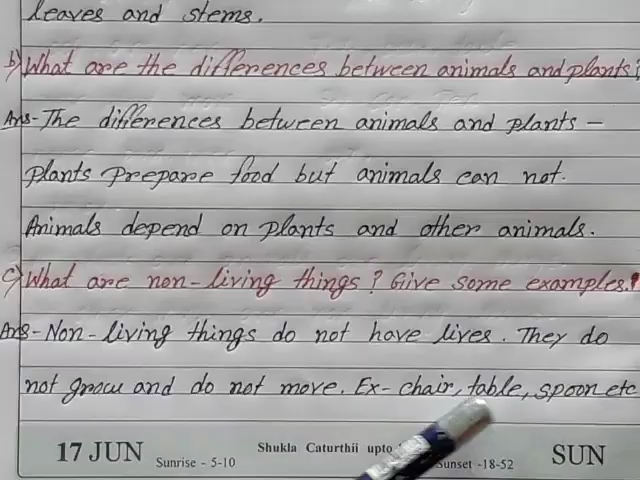 leaves and stems.
b) What are the differences between animals and plants?
Ans- The differences between animals and plants –
plants prepare food but animals can not.
Animals depend on plants and other animals.
c) What are non-living things? Give some examples.
Ans- Non-living things do not have lives. They do
not grow and do not move. Ex- chair, table, spoon etc
17 JUN Sunrise - 5-10 Shukla Caturthii upto Sunset -18-52 SUN